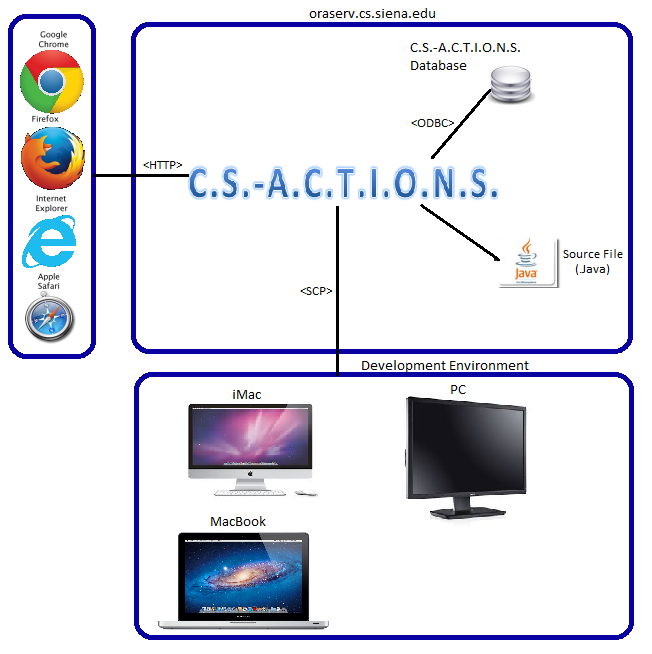 oraserv.cs.siena.edu
Google
Chrome
Firefox
Internet
Explorer
Apple
Safari
<HTTP>
C.S.-A.C.T.I.O.N.S.
Database
<ODBC>
C.S.-A.C.T.I.O.N.S.
Java
Source File
(Java)
<SCP>
Development Environment
iMac
PC
MacBook